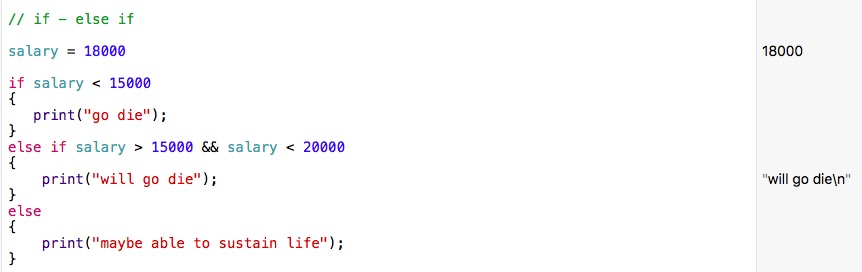 // if – else if
salary = 18000
18000
if salary < 15000
{
print("go die");
}
else if salary > 15000 && salary < 20000
{
print("will go die");
"will go die\n"
}
else
{
print("maybe able to sustain life");
}